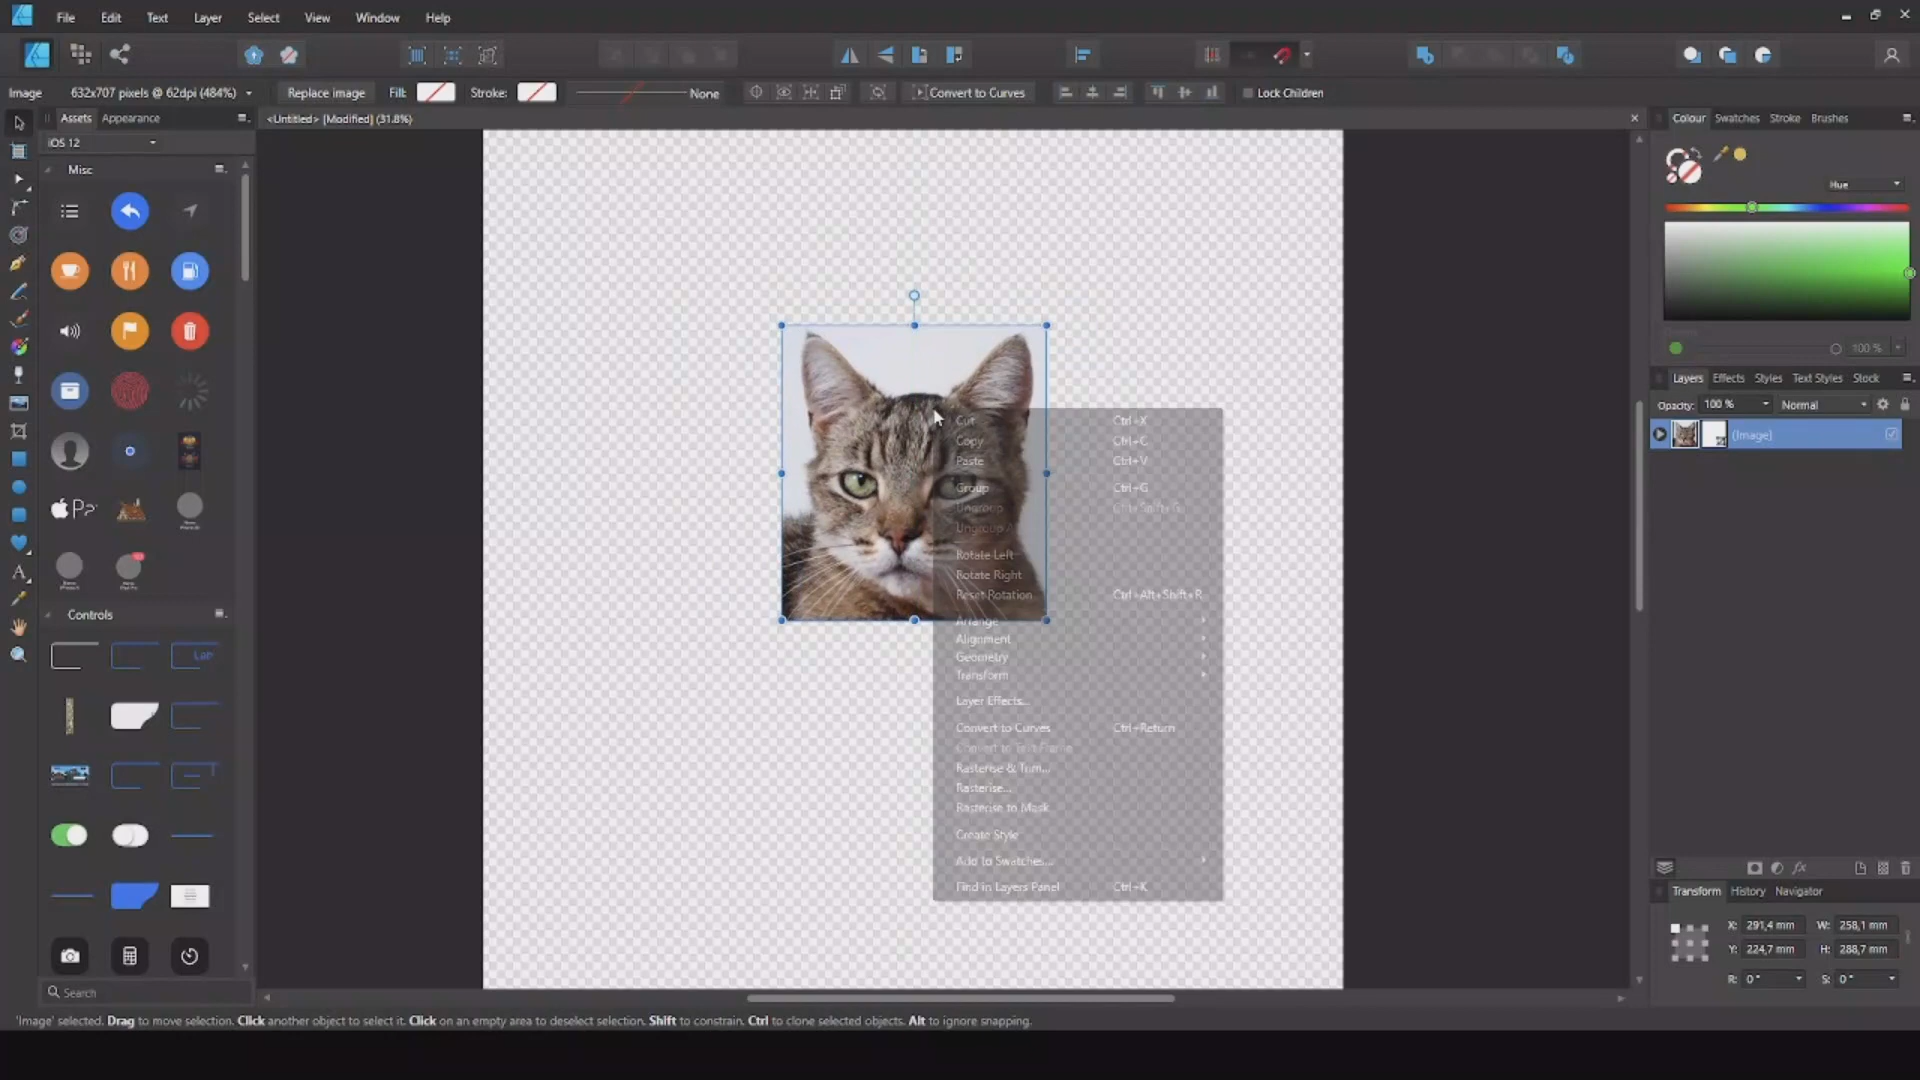 File Edit Text Layer Select View Window Help
Image 632x707 pixels @ 62dpi (484%) Replace image Fill: Stroke: None Convert to Curves Lock Children
Assets Appearance
<Untitled> [Modified] (31.8%)
iOS 12
Misc
Controls
Search
Cut Ctrl+X
Copy Ctrl+C
Paste Ctrl+V
Group Ctrl+G
Ungroup Ctrl+Shift+G
Ungroup
Rotate Left
Rotate Right
Reset Rotation Ctrl+Alt+Shift+R
Arrange
Alignment
Geometry
Transform
Layer Effects...
Convert to Curves Ctrl+Return
Convert to Text Frame
Rasterise & Trim...
Rasterise...
Rasterise to Mask
Create Style
Add to Swatches...
Find in Layers Panel Ctrl+K
Colour Swatches Stroke Brushes
Hue
100 %
Layers Effects Styles Text Styles Stock
Opacity: 100 % Normal
(Image)
Transform History Navigator
X: 291,4 mm W: 258,1 mm
Y: 224,7 mm H: 288,7 mm
R: 0 ° S: 0 °
'Image' selected. Drag to move selection. Click another object to select it. Click on an empty area to deselect selection. Shift to constrain. Ctrl to clone selected objects. Alt to ignore snapping.